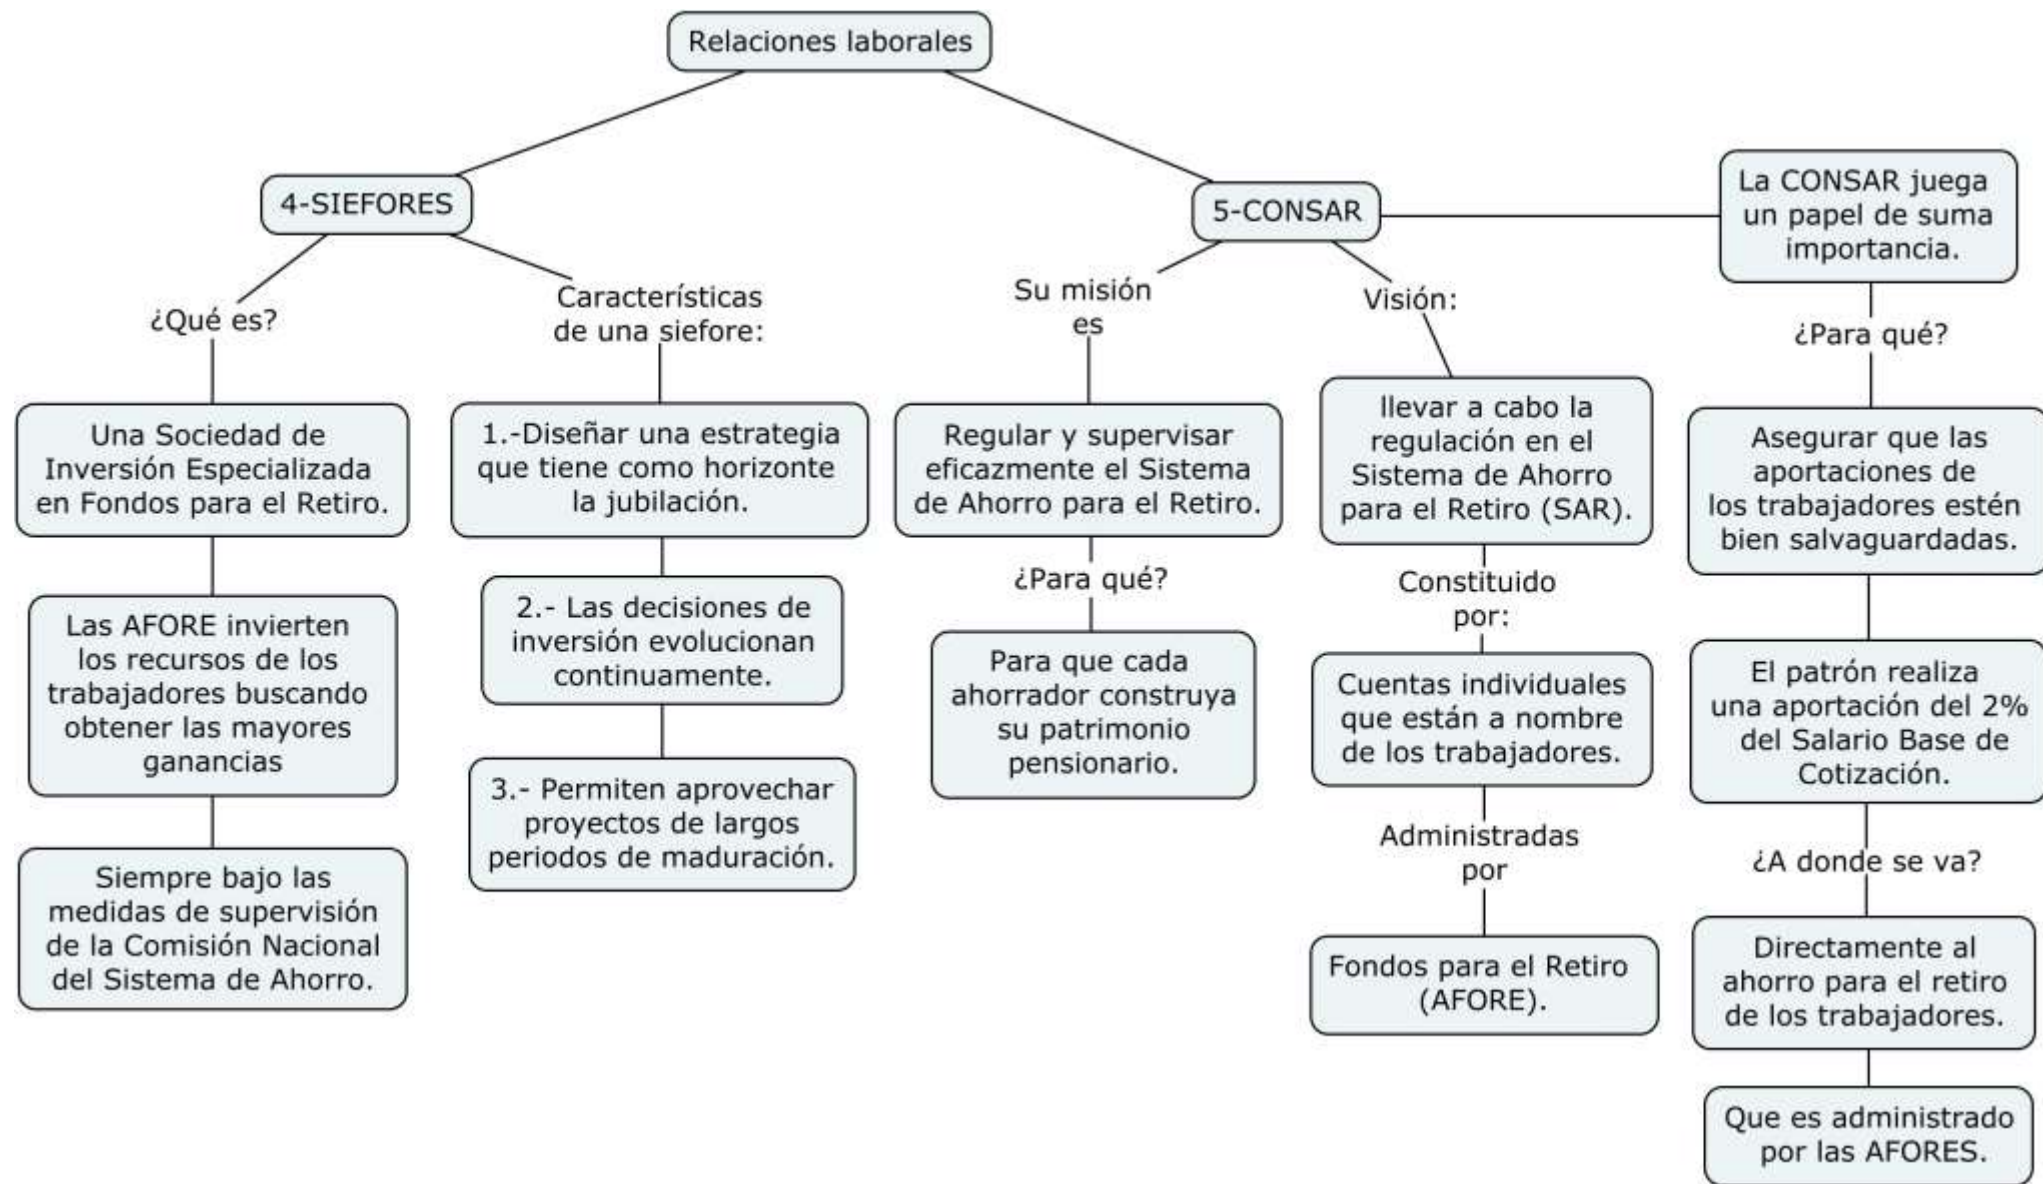 Relaciones laborales
4-SIEFORES
¿Qué es?
Una Sociedad de
Inversión Especializada
en Fondos para el Retiro.
Las AFORE invierten
los recursos de los
trabajadores buscando
obtener las mayores
ganancias
Siempre bajo las
medidas de supervisión
de la Comisión Nacional
del Sistema de Ahorro.
Características
de una siefore:
1.-Diseñar una estrategia
que tiene como horizonte
la jubilación.
2.- Las decisiones de
inversión evolucionan
continuamente.
3.- Permiten aprovechar
proyectos de largos
periodos de maduración.
5-CONSAR
Su misión
es
Regular y supervisar
eficazmente el Sistema
de Ahorro para el Retiro.
¿Para qué?
Para que cada
ahorrador construya
su patrimonio
pensionario.
Visión:
llevar a cabo la
regulación en el
Sistema de Ahorro
para el Retiro (SAR).
Constituido
por:
Cuentas individuales
que están a nombre
de los trabajadores.
Administradas
por
Fondos para el Retiro
(AFORE).
La CONSAR juega
un papel de suma
importancia.
¿Para qué?
Asegurar que las
aportaciones de
los trabajadores estén
bien salvaguardadas.
El patrón realiza
una aportación del 2%
del Salario Base de
Cotización.
¿A donde se va?
Directamente al
ahorro para el retiro
de los trabajadores.
Que es administrado
por las AFORES.